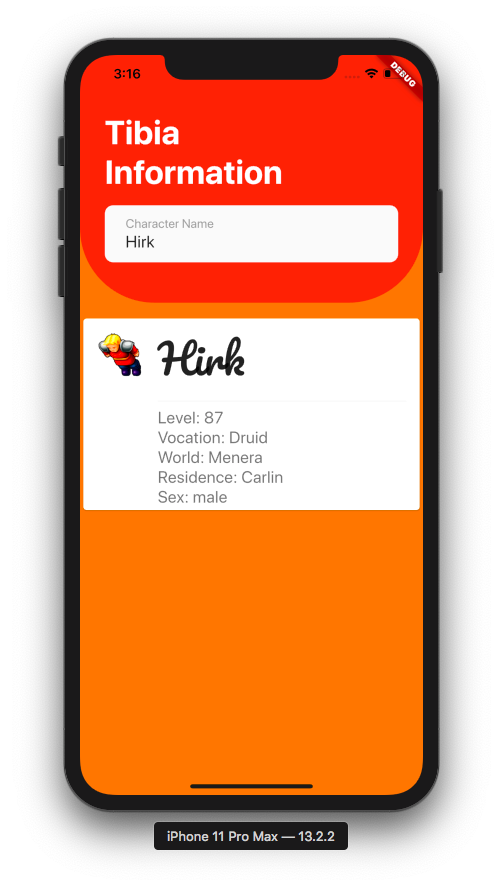 3:16
DEBUG
Tibia
Information
Character Name
Hirk
Hirk
Level: 87
Vocation: Druid
World: Menera
Residence: Carlin
Sex: male
iPhone 11 Pro Max — 13.2.2